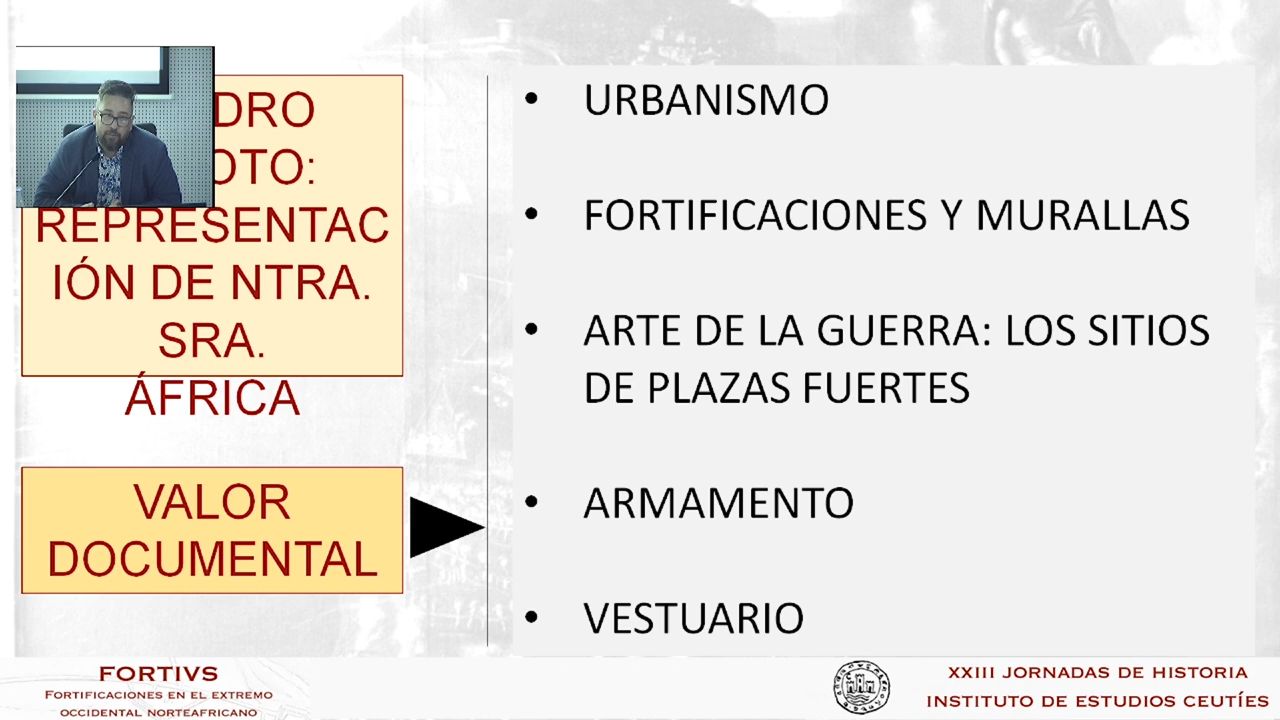 DRO
OTO:
REPRESENTAC
IÓN DE NTRA.
SRA.
ÁFRICA
VALOR
DOCUMENTAL
• URBANISMO
• FORTIFICACIONES Y MURALLAS
• ARTE DE LA GUERRA: LOS SITIOS
DE PLAZAS FUERTES
• ARMAMENTO
• VESTUARIO
FORTIVS
FORTIFICACIONES EN EL EXTREMO
OCCIDENTAL NORTEAFRICANO
XXIII JORNADAS DE HISTORIA
INSTITUTO DE ESTUDIOS CEUTÍES